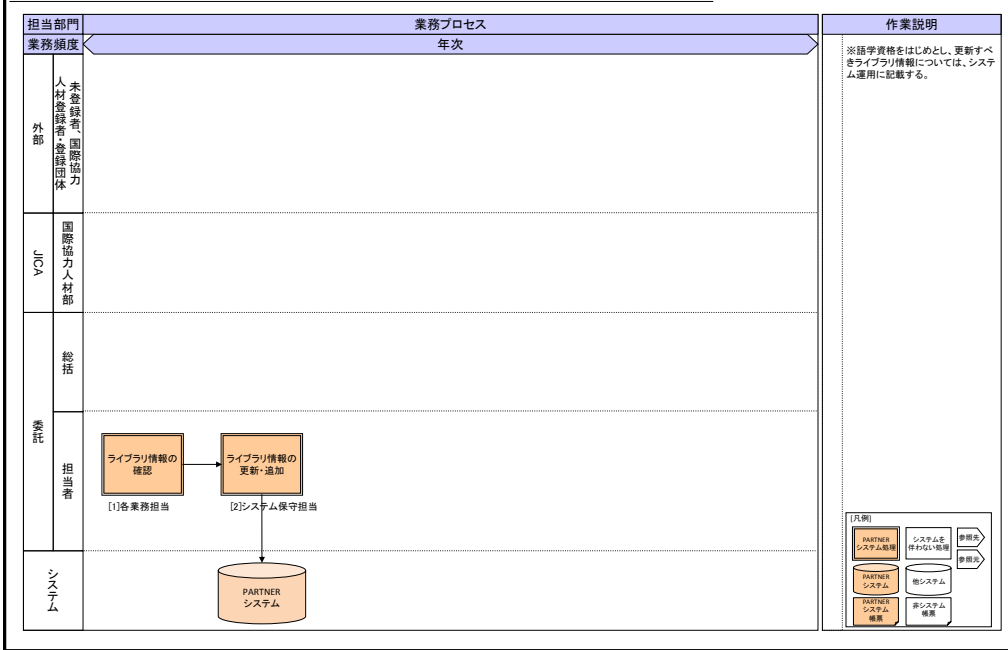 担当部門
業務プロセス
作業説明
業務頻度
年次
※語学資格をはじめとし、更新すべ
きライブラリ情報については、システ
ム運用に記載する。
外部
未登録者、国際協力
人材登録者・登録団体
JICA
国際協力人材部
委託
総括
担当者
ライブラリ情報の
確認
[1]各業務担当
ライブラリ情報の
更新・追加
[2]システム保守担当
システム
PARTNER
システム
[凡例]
PARTNER
システム処理
システムを
伴わない処理
参照先
参照元
PARTNER
システム
他システム
PARTNER
システム
帳票
非システム
帳票